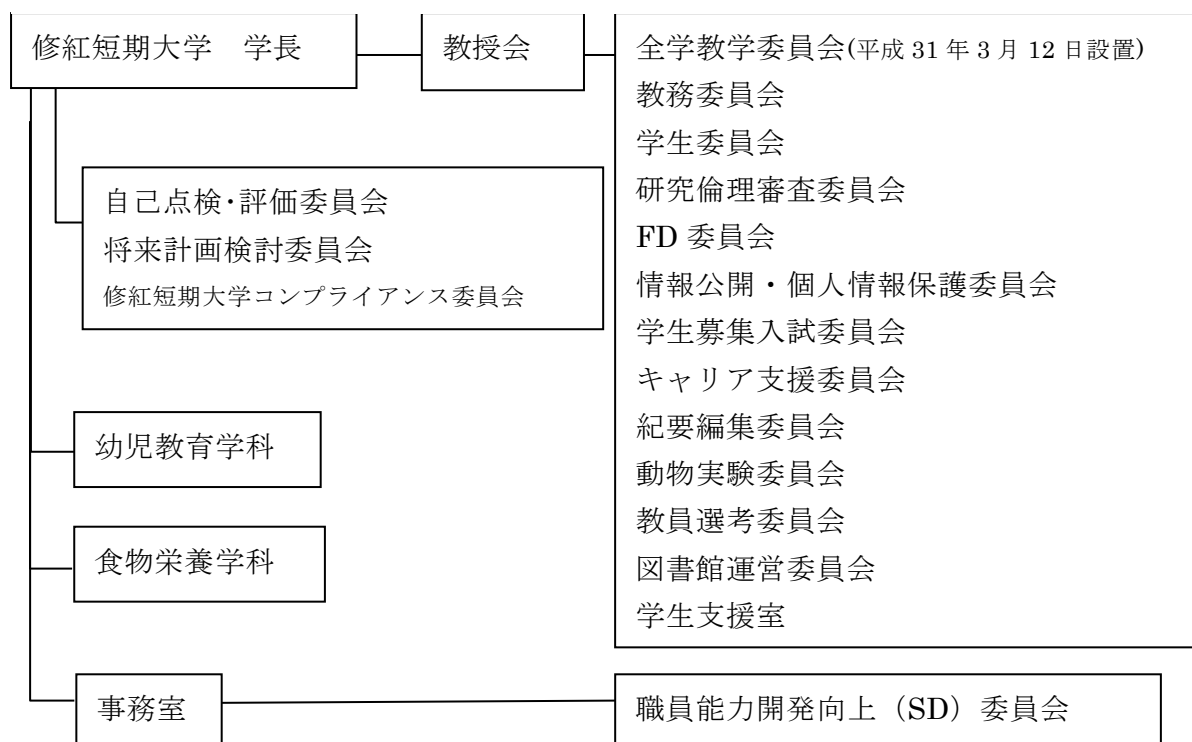 修紅短期大学　学長
教授会
全学教学委員会(平成 31 年 3 月 12 日設置)
教務委員会
学生委員会
研究倫理審査委員会
FD 委員会
情報公開・個人情報保護委員会
学生募集入試委員会
キャリア支援委員会
紀要編集委員会
動物実験委員会
教員選考委員会
図書館運営委員会
学生支援室
自己点検・評価委員会
将来計画検討委員会
修紅短期大学コンプライアンス委員会
幼児教育学科
食物栄養学科
事務室
職員能力開発向上（SD）委員会